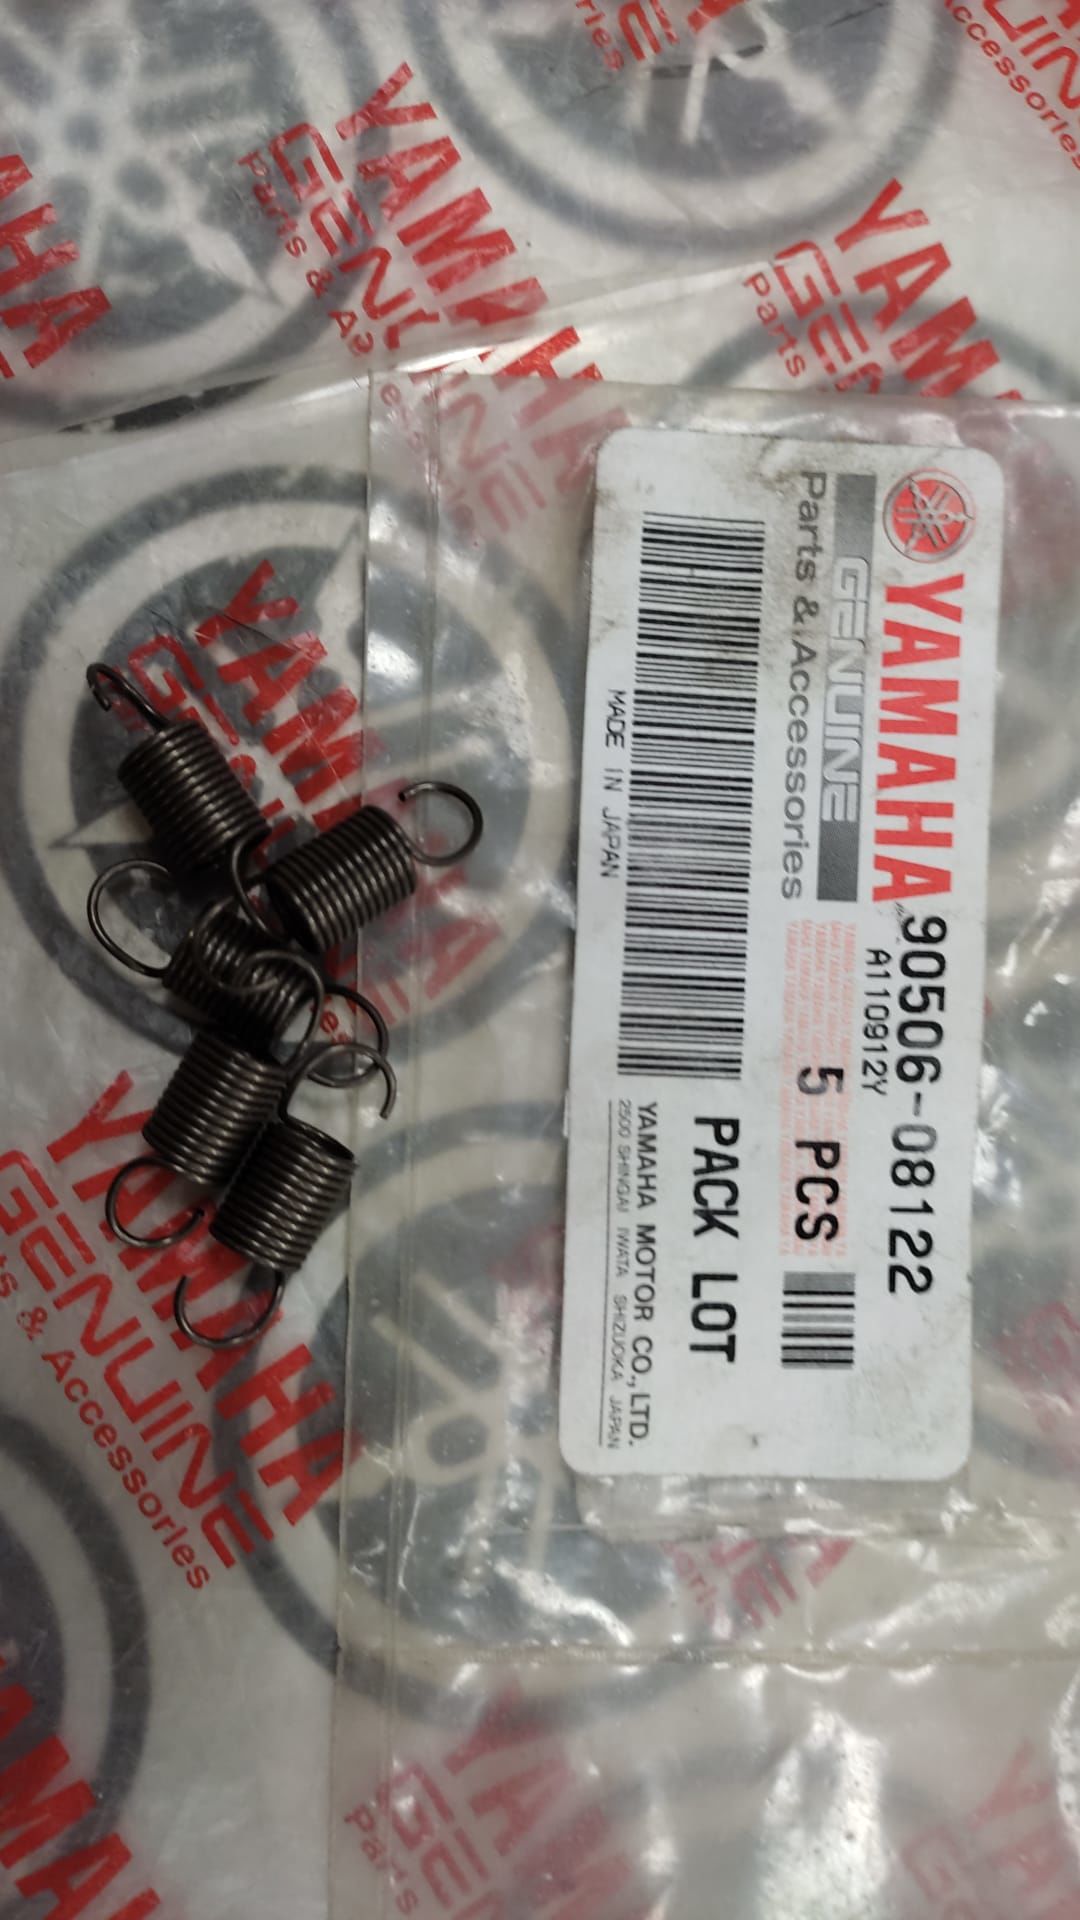 YAMAHA
GENUINE
Parts & Accessories
90506-08122
A110912Y
5 PCS
PACK LOT
MADE IN JAPAN
YAMAHA MOTOR CO., LTD.
2500 SHINGAI IWATA SHIZUOKA JAPAN
YAMAHA
GENUINE
Parts & Accessories
YAMAHA
GENUINE
Parts & Accessories